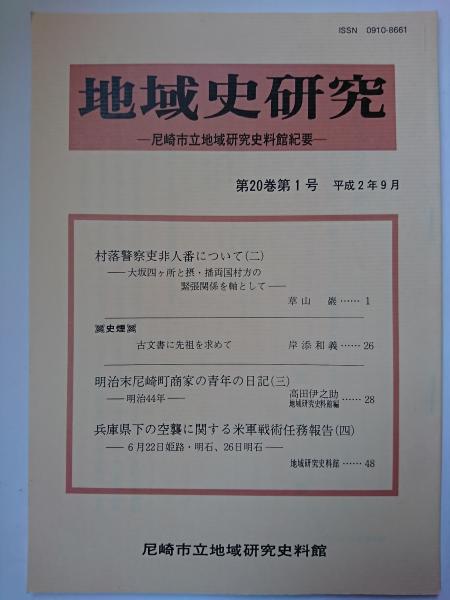 ISSN 0910-8661
地域史研究
―尼崎市立地域研究史料館紀要―
第20巻第1号 平成2年9月
村落警察吏非人番について(二)
――大坂四ヶ所と摂・播両国村方の
緊張関係を軸として――
草山 巖……1
史煙
古文書に先祖を求めて 岸添和義……26
明治末尼崎町商家の青年の日記(三)
――明治44年――
高田伊之助
地域研究史料館編……28
兵庫県下の空襲に関する米軍戦術任務報告(四)
――6月22日姫路・明石、26日明石――
地域研究史料館……48
尼崎市立地域研究史料館